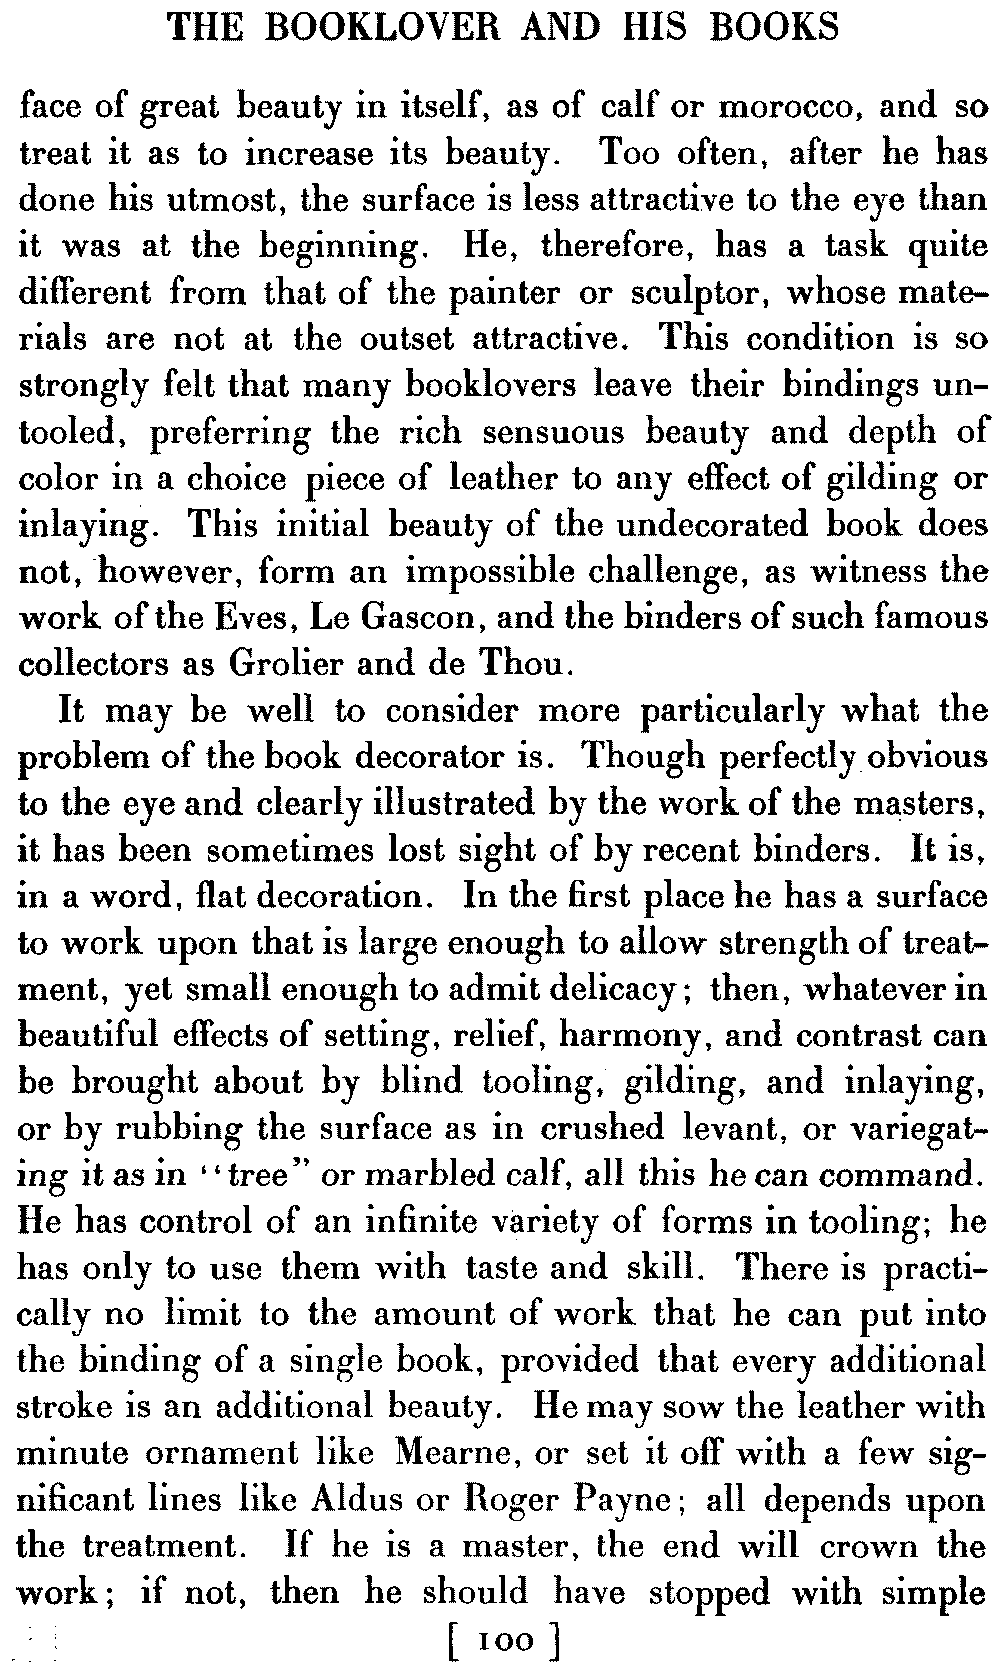 THE BOOKLOVER AND HIS BOOKS
face of great beauty in itself, as of calf or morocco, and so
treat it as to increase its beauty. Too often, after he has
done his utmost, the surface is less attractive to the eye than
it was at the beginning. He, therefore, has a task quite
different from that of the painter or sculptor, whose mate-
rials are not at the outset attractive. This condition is so
strongly felt that many booklovers leave their bindings un-
tooled, preferring the rich sensuous beauty and depth of
color in a choice piece of leather to any effect of gilding or
inlaying. This initial beauty of the undecorated book does
not, however, form an impossible challenge, as witness the
work of the Eves, Le Gascon, and the binders of such famous
collectors as Grolier and de Thou.
It may be well to consider more particularly what the
problem of the book decorator is. Though perfectly obvious
to the eye and clearly illustrated by the work of the masters,
it has been sometimes lost sight of by recent binders. It is,
in a word, flat decoration. In the first place he has a surface
to work upon that is large enough to allow strength of treat-
ment, yet small enough to admit delicacy; then, whatever in
beautiful effects of setting, relief, harmony, and contrast can
be brought about by blind tooling, gilding, and inlaying,
or by rubbing the surface as in crushed levant, or variegat-
ing it as in "tree" or marbled calf, all this he can command.
He has control of an infinite variety of forms in tooling; he
has only to use them with taste and skill. There is practi-
cally no limit to the amount of work that he can put into
the binding of a single book, provided that every additional
stroke is an additional beauty. He may sow the leather with
minute ornament like Mearne, or set it off with a few sig-
nificant lines like Aldus or Roger Payne; all depends upon
the treatment. If he is a master, the end will crown the
work; if not, then he should have stopped with simple
[ 100 ]